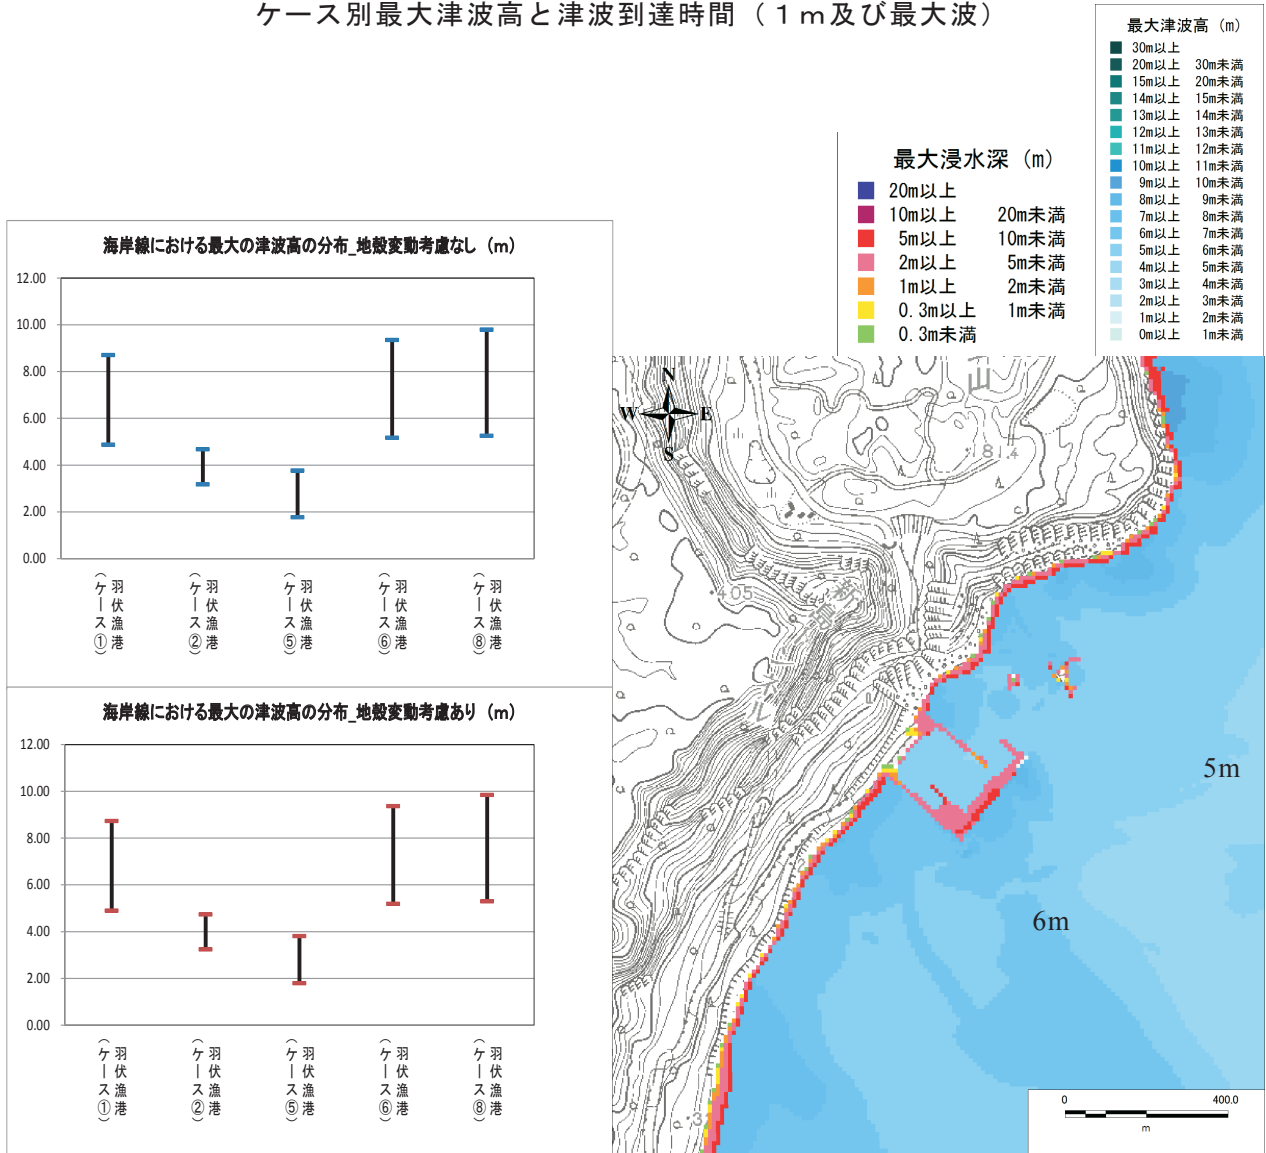 ケース別最大津波高と津波到達時間（１ｍ及び最大波）
最大津波高 (m)
30m以上
20m以上 30m未満
15m以上 20m未満
14m以上 15m未満
13m以上 14m未満
12m以上 13m未満
11m以上 12m未満
10m以上 11m未満
9m以上 10m未満
8m以上 9m未満
7m以上 8m未満
6m以上 7m未満
5m以上 6m未満
4m以上 5m未満
3m以上 4m未満
2m以上 3m未満
1m以上 2m未満
0m以上 1m未満
最大浸水深 (m)
20m以上
10m以上 20m未満
5m以上 10m未満
2m以上 5m未満
1m以上 2m未満
0.3m以上 1m未満
0.3m未満
海岸線における最大の津波高の分布_地殻変動考慮なし（m）
12.00
10.00
8.00
6.00
4.00
2.00
0.00
羽伏漁港
（ケース①）
羽伏漁港
（ケース②）
羽伏漁港
（ケース⑤）
羽伏漁港
（ケース⑥）
羽伏漁港
（ケース⑧）
海岸線における最大の津波高の分布_地殻変動考慮あり（m）
12.00
10.00
8.00
6.00
4.00
2.00
0.00
羽伏漁港
（ケース①）
羽伏漁港
（ケース②）
羽伏漁港
（ケース⑤）
羽伏漁港
（ケース⑥）
羽伏漁港
（ケース⑧）
N
W E
S
山
81.4
405
5m
6m
0 400.0
m